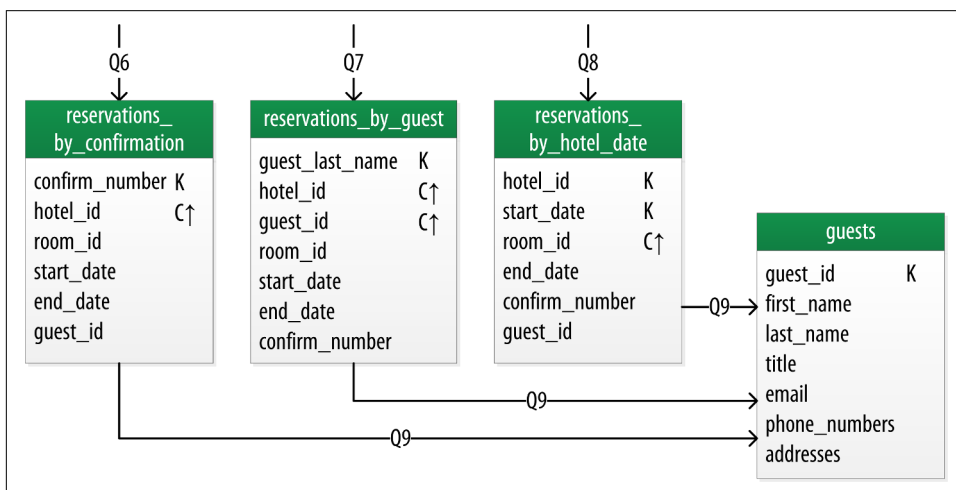 Q6
Q7
Q8
reservations_
by_confirmation
confirm_number K
hotel_id C↑
room_id
start_date
end_date
guest_id
reservations_by_guest
guest_last_name K
hotel_id C↑
guest_id C↑
room_id
start_date
end_date
confirm_number
reservations_
by_hotel_date
hotel_id K
start_date K
room_id C↑
end_date
confirm_number
guest_id
guests
guest_id K
first_name
last_name
title
email
phone_numbers
addresses
Q9
Q9
Q9